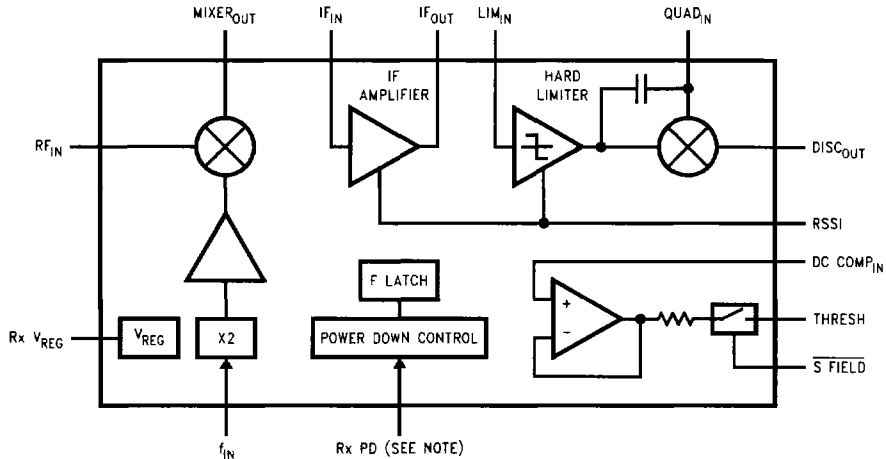 MIXER_OUT IF_IN IF_OUT LIM_IN QUAD_IN
IF AMPLIFIER
HARD LIMITER
RF_IN
DISC_OUT
RSSI
DC COMP_IN
F LATCH
+
−
THRESH
Rx V_REG
V_REG
X2
POWER DOWN CONTROL
S FIELD
f_IN
Rx PD (SEE NOTE)